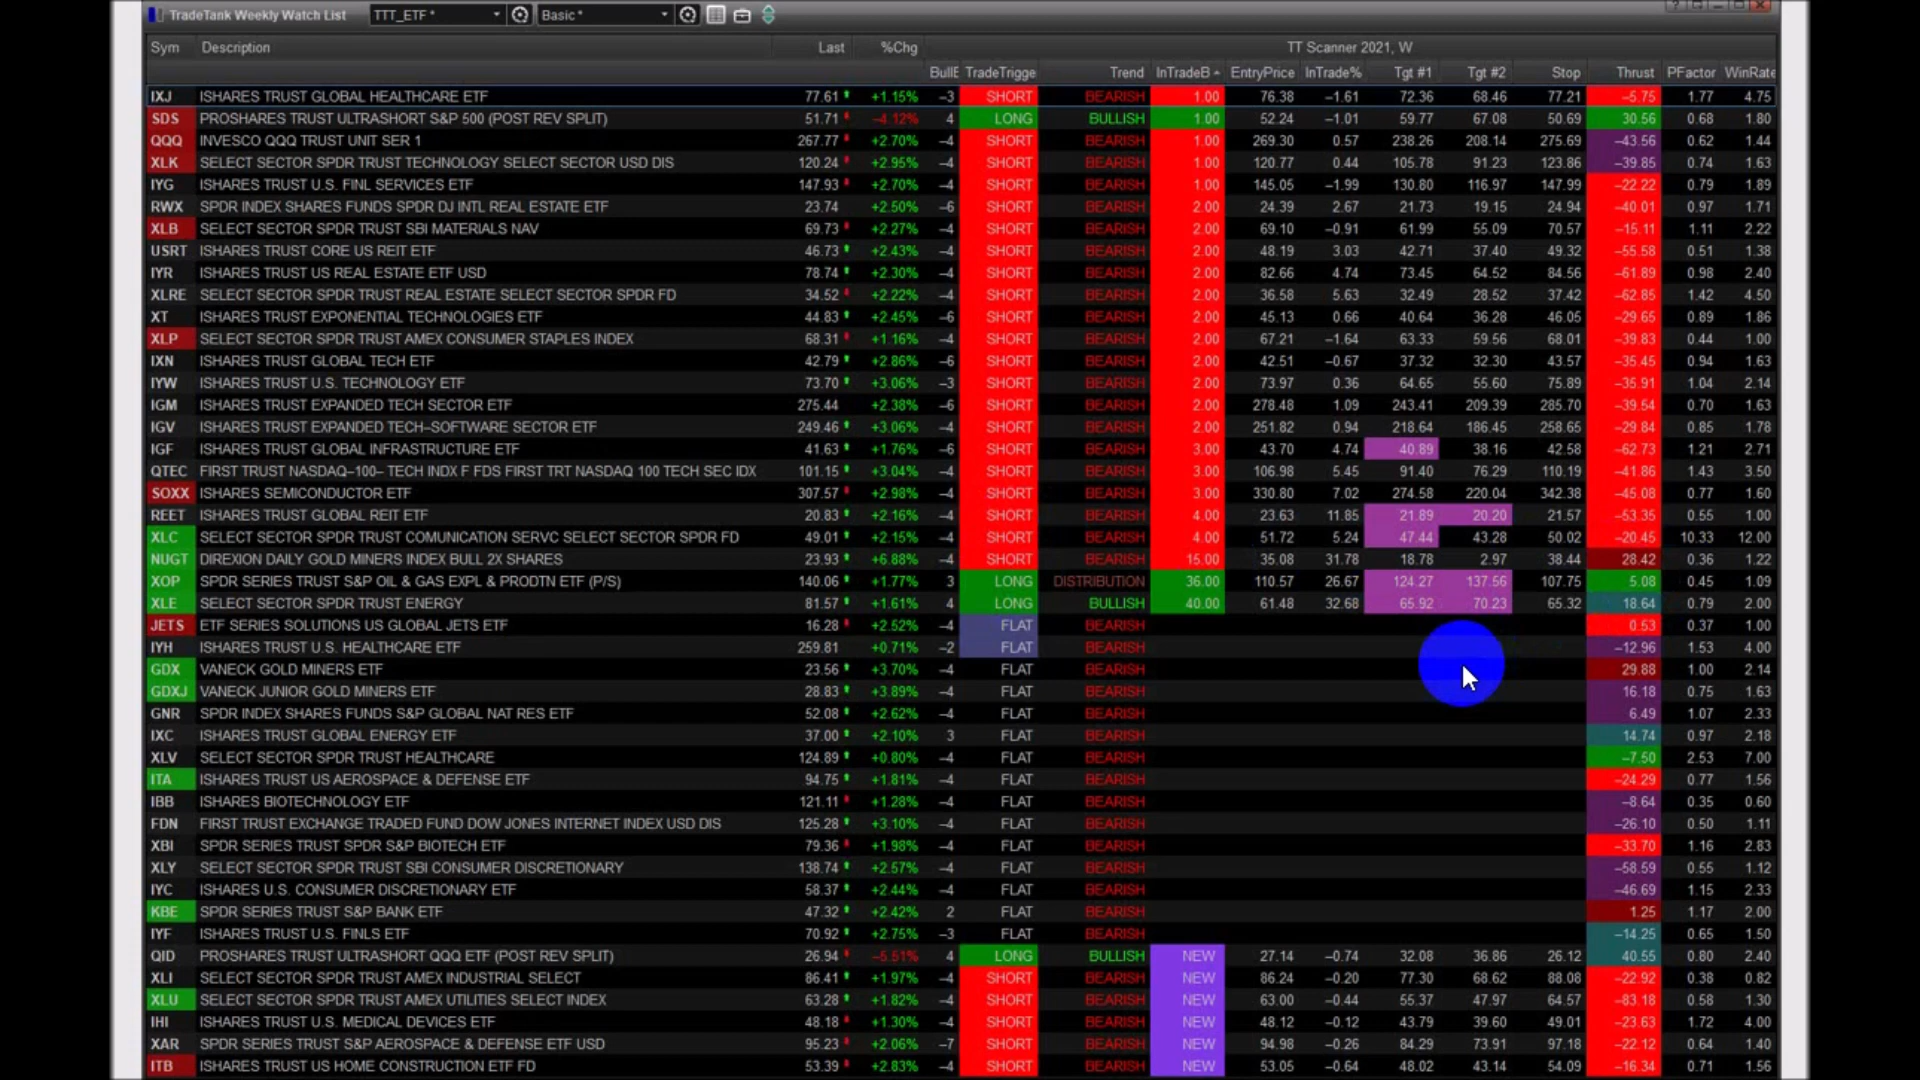 TradeTank Weekly Watch List TTT_ETF * Basic *
Sym Description Last %Chg TT Scanner 2021, W
BullE TradeTrigge Trend InTradeB EntryPrice InTrade% Tgt #1 Tgt #2 Stop Thrust PFactor WinRate
IXJ ISHARES TRUST GLOBAL HEALTHCARE ETF 77.61 +1.15% –3 SHORT BEARISH 1.00 76.38 –1.61 72.36 68.46 77.21 –5.75 1.77 4.75
SDS PROSHARES TRUST ULTRASHORT S&P 500 (POST REV SPLIT) 51.71 –4.12% 4 LONG BULLISH 1.00 52.24 –1.01 59.77 67.08 50.69 30.56 0.68 1.80
QQQ INVESCO QQQ TRUST UNIT SER 1 267.77 +2.70% –4 SHORT BEARISH 1.00 269.30 0.57 238.26 208.14 275.69 –43.56 0.62 1.44
XLK SELECT SECTOR SPDR TRUST TECHNOLOGY SELECT SECTOR USD DIS 120.24 +2.95% –4 SHORT BEARISH 1.00 120.77 0.44 105.78 91.23 123.86 –39.85 0.74 1.63
IYG ISHARES TRUST U.S. FINL SERVICES ETF 147.93 +2.70% –4 SHORT BEARISH 1.00 145.05 –1.99 130.80 116.97 147.99 –22.22 0.79 1.89
RWX SPDR INDEX SHARES FUNDS SPDR DJ INTL REAL ESTATE ETF 23.74 +2.50% –6 SHORT BEARISH 2.00 24.39 2.67 21.73 19.15 24.94 –40.01 0.97 1.71
XLB SELECT SECTOR SPDR TRUST SBI MATERIALS NAV 69.73 +2.27% –4 SHORT BEARISH 2.00 69.10 –0.91 61.99 55.09 70.57 –15.11 1.11 2.22
USRT ISHARES TRUST CORE US REIT ETF 46.73 +2.43% –4 SHORT BEARISH 2.00 48.19 3.03 42.71 37.40 49.32 –55.58 0.51 1.38
IYR ISHARES TRUST US REAL ESTATE ETF USD 78.74 +2.30% –4 SHORT BEARISH 2.00 82.66 4.74 73.45 64.52 84.56 –61.89 0.98 2.40
XLRE SELECT SECTOR SPDR TRUST REAL ESTATE SELECT SECTOR SPDR FD 34.52 +2.22% –4 SHORT BEARISH 2.00 36.58 5.63 32.49 28.52 37.42 –62.85 1.42 4.50
XT ISHARES TRUST EXPONENTIAL TECHNOLOGIES ETF 44.83 +2.45% –4 SHORT BEARISH 2.00 45.13 0.66 40.64 36.28 46.05 –29.65 0.89 1.86
XLP SELECT SECTOR SPDR TRUST AMEX CONSUMER STAPLES INDEX 68.31 +1.16% –4 SHORT BEARISH 2.00 67.21 –1.64 63.33 59.56 68.01 –39.83 0.44 1.00
IXN ISHARES TRUST GLOBAL TECH ETF 42.79 +2.86% –6 SHORT BEARISH 2.00 42.51 –0.67 37.32 32.30 43.57 –35.45 0.94 1.63
IYW ISHARES TRUST U.S. TECHNOLOGY ETF 73.70 +3.06% –3 SHORT BEARISH 2.00 73.97 0.36 64.65 55.60 75.89 –35.91 1.04 2.14
IGM ISHARES TRUST EXPANDED TECH SECTOR ETF 275.44 +2.38% –6 SHORT BEARISH 2.00 278.48 1.09 243.41 209.39 285.70 –39.54 0.70 1.63
IGV ISHARES TRUST EXPANDED TECH–SOFTWARE SECTOR ETF 249.46 +3.06% –4 SHORT BEARISH 2.00 251.82 0.94 218.64 186.45 258.65 –29.84 0.85 1.78
IGF ISHARES TRUST GLOBAL INFRASTRUCTURE ETF 41.63 +1.76% –6 SHORT BEARISH 3.00 43.70 4.74 40.89 38.16 42.58 –62.73 1.21 2.71
QTEC FIRST TRUST NASDAQ–100– TECH INDX F FDS FIRST TRT NASDAQ 100 TECH SEC IDX 101.15 +3.04% –4 SHORT BEARISH 3.00 106.98 5.45 91.40 76.29 110.19 –41.86 1.43 3.50
SOXX ISHARES SEMICONDUCTOR ETF 307.57 +2.98% –4 SHORT BEARISH 3.00 330.80 7.02 274.58 220.04 342.38 –45.08 0.77 1.60
REET ISHARES TRUST GLOBAL REIT ETF 20.83 +2.16% –4 SHORT BEARISH 4.00 23.63 11.85 21.89 20.20 21.57 –53.35 0.55 1.00
XLC SELECT SECTOR SPDR TRUST COMUNICATION SERVC SELECT SECTOR SPDR FD 49.01 +2.15% –4 SHORT BEARISH 4.00 51.72 5.24 47.44 43.28 50.02 –20.45 10.33 12.00
NUGT DIREXION DAILY GOLD MINERS INDEX BULL 2X SHARES 23.93 +6.88% –4 SHORT BEARISH 15.00 35.08 31.78 18.78 2.97 38.44 28.42 0.36 1.22
XOP SPDR SERIES TRUST S&P OIL & GAS EXPL & PRODTN ETF (P/S) 140.06 +1.77% 3 LONG DISTRIBUTION 36.00 110.57 26.67 124.27 137.56 107.75 5.08 0.45 1.09
XLE SELECT SECTOR SPDR TRUST ENERGY 81.57 +1.61% 4 LONG BULLISH 40.00 61.48 32.68 65.92 70.23 65.32 18.64 0.79 2.00
JETS ETF SERIES SOLUTIONS US GLOBAL JETS ETF 16.28 +2.52% –4 FLAT BEARISH 0.53 0.37 1.00
IYH ISHARES TRUST U.S. HEALTHCARE ETF 259.81 +0.71% –2 FLAT BEARISH –12.96 1.53 4.00
GDX VANECK GOLD MINERS ETF 23.56 +3.70% –4 FLAT BEARISH 29.88 1.00 2.14
GDXJ VANECK JUNIOR GOLD MINERS ETF 28.83 +3.89% –4 FLAT BEARISH 16.18 0.75 1.63
GNR SPDR INDEX SHARES FUNDS S&P GLOBAL NAT RES ETF 52.08 +2.62% –4 FLAT BEARISH 6.49 1.07 2.33
IXC ISHARES TRUST GLOBAL ENERGY ETF 37.00 +2.10% 3 FLAT BEARISH 14.74 0.97 2.18
XLV SELECT SECTOR SPDR TRUST HEALTHCARE 124.89 +0.80% –4 FLAT BEARISH –7.50 2.53 7.00
ITA ISHARES TRUST US AEROSPACE & DEFENSE ETF 94.75 +1.81% –4 FLAT BEARISH –24.29 0.77 1.56
IBB ISHARES BIOTECHNOLOGY ETF 121.11 +1.28% –4 FLAT BEARISH –8.64 0.35 0.60
FDN FIRST TRUST EXCHANGE TRADED FUND DOW JONES INTERNET INDEX USD DIS 125.28 +3.10% –4 FLAT BEARISH –26.10 0.50 1.11
XBI SPDR SERIES TRUST SPDR S&P BIOTECH ETF 79.36 +1.98% –4 FLAT BEARISH –33.70 1.16 2.83
XLY SELECT SECTOR SPDR TRUST SBI CONSUMER DISCRETIONARY 138.74 +2.57% –4 FLAT BEARISH –58.59 0.55 1.12
IYC ISHARES U.S. CONSUMER DISCRETIONARY ETF 58.37 +2.44% –4 FLAT BEARISH –46.69 1.15 2.33
KBE SPDR SERIES TRUST S&P BANK ETF 47.32 +2.42% 2 FLAT BEARISH 1.25 1.17 2.00
IYF ISHARES TRUST U.S. FINLS ETF 70.92 +2.75% –3 FLAT BEARISH –14.25 0.65 1.50
QID PROSHARES TRUST ULTRASHORT QQQ ETF (POST REV SPLIT) 26.94 –5.51% 4 LONG BULLISH NEW 27.14 –0.74 32.08 36.86 26.12 40.55 0.80 2.40
XLI SELECT SECTOR SPDR TRUST AMEX INDUSTRIAL SELECT 86.41 +1.97% –4 SHORT BEARISH NEW 86.24 –0.20 77.30 68.62 88.08 –22.92 0.38 0.82
XLU SELECT SECTOR SPDR TRUST AMEX UTILITIES SELECT INDEX 63.28 +1.82% –4 SHORT BEARISH NEW 63.00 –0.44 55.37 47.97 64.57 –83.18 0.58 1.30
IHI ISHARES TRUST U.S. MEDICAL DEVICES ETF 48.18 +1.30% –4 SHORT BEARISH NEW 48.12 –0.12 43.79 39.60 49.01 –23.63 1.72 4.00
XAR SPDR SERIES TRUST S&P AEROSPACE & DEFENSE ETF USD 95.23 +2.06% –7 SHORT BEARISH NEW 94.98 –0.26 84.29 73.91 97.18 –22.12 0.64 1.40
ITB ISHARES TRUST US HOME CONSTRUCTION ETF FD 53.39 +2.83% –4 SHORT BEARISH NEW 53.05 –0.64 48.02 43.14 54.09 –16.34 0.71 1.56